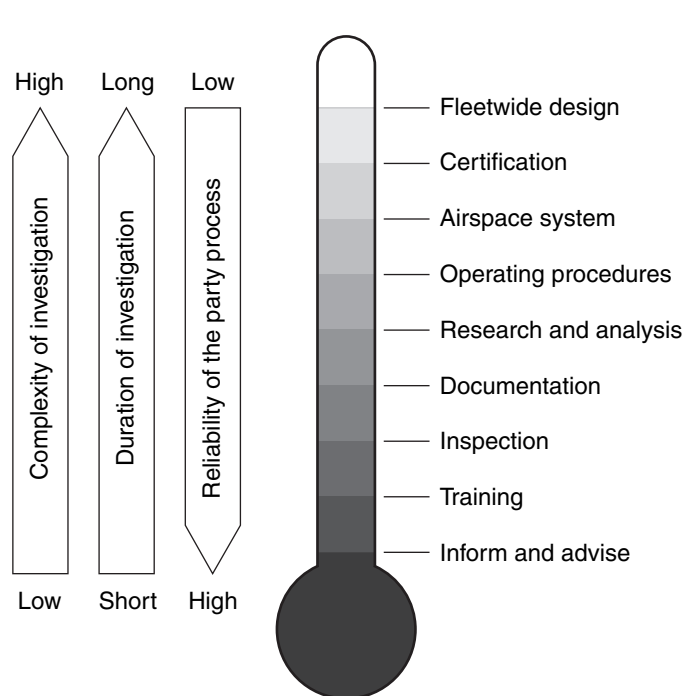 High
Long
Low
Complexity of investigation
Duration of investigation
Reliability of the party process
Low
Short
High
Fleetwide design
Certification
Airspace system
Operating procedures
Research and analysis
Documentation
Inspection
Training
Inform and advise